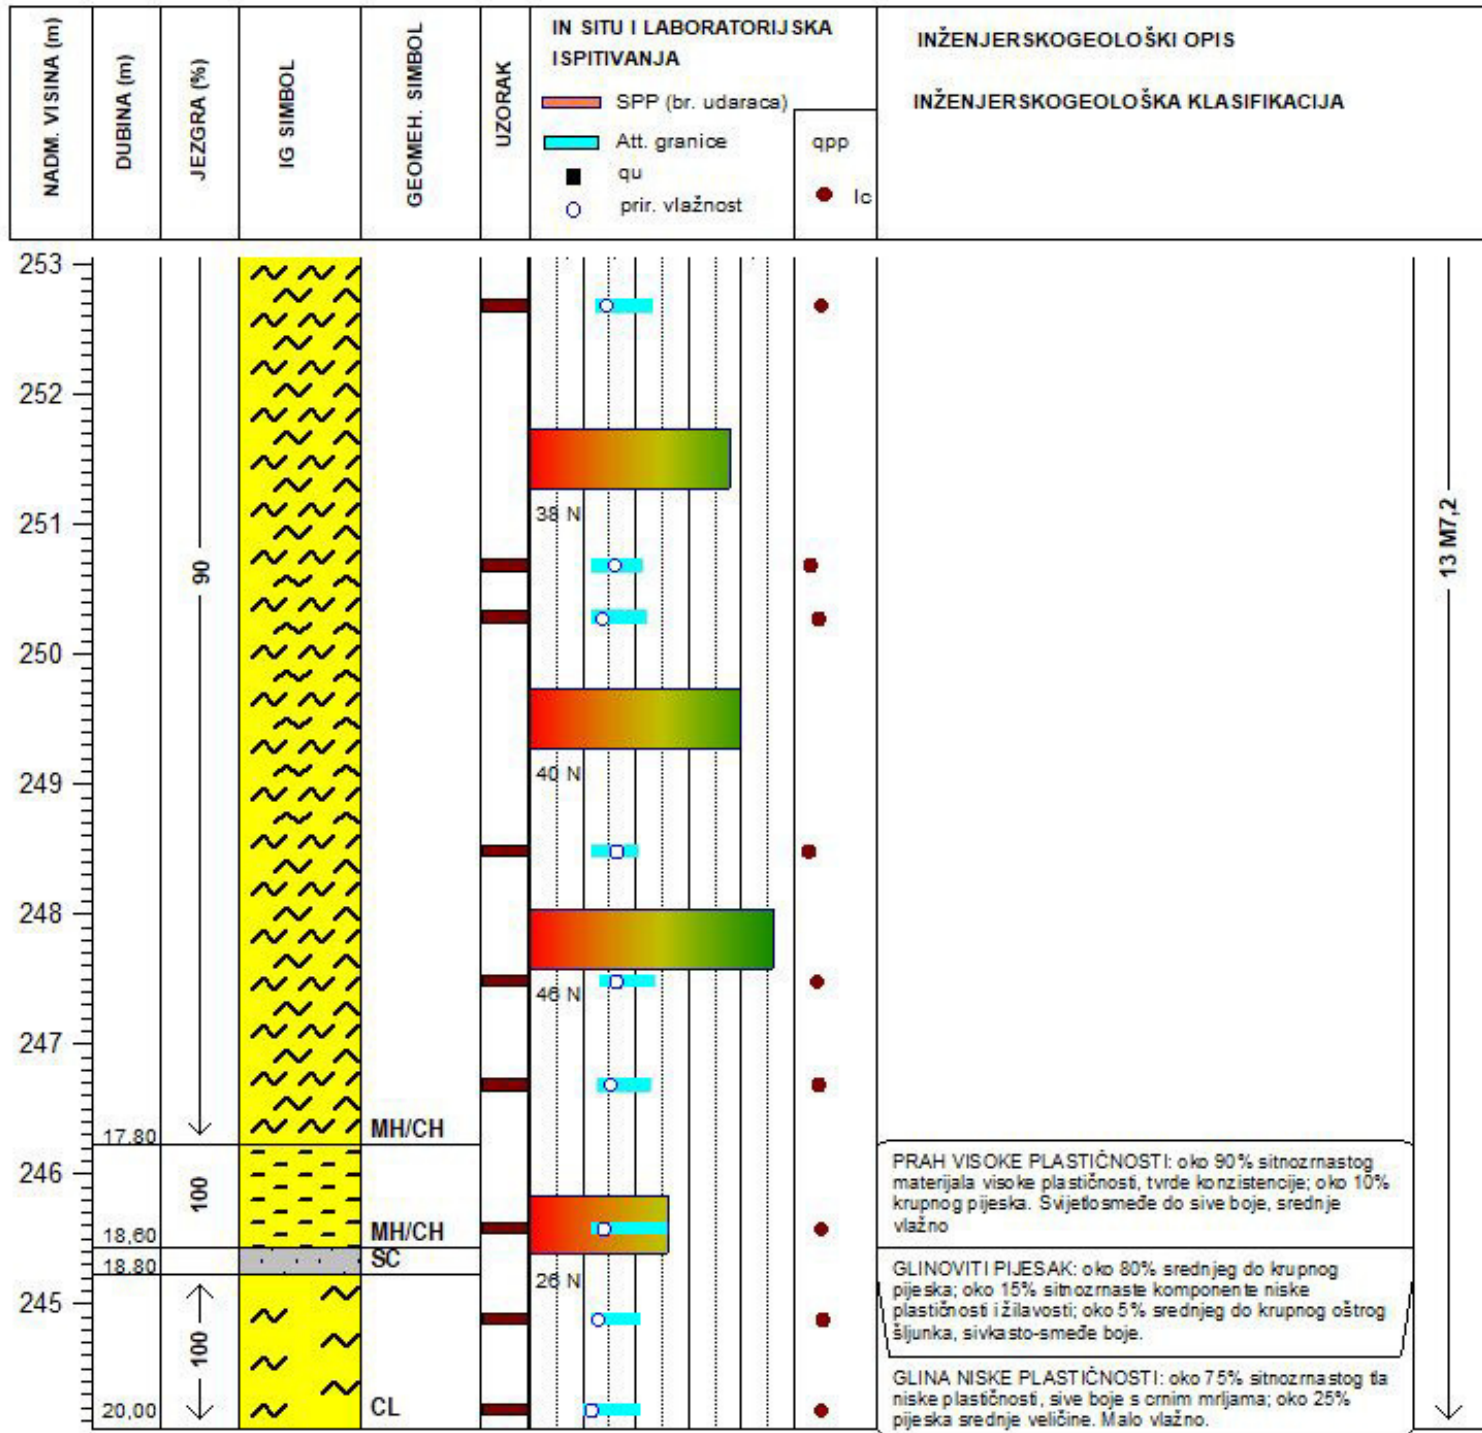 NADM. VISINA (m)
DUBINA (m)
JEZGRA (%)
IG SIMBOL
GEOMEH. SIMBOL
UZORAK
IN SITU I LABORATORIJSKA
ISPITIVANJA
SPP (br. udaraca)
Att. granice
qu
prir. vlažnost
qpp
Ic
INŽENJERSKOGEOLOŠKI OPIS
INŽENJERSKOGEOLOŠKA KLASIFIKACIJA
253
252
251
250
249
248
247
246
245
90
38 N
40 N
46 N
26 N
13 M7,2
17,80
MH/CH
100
18,60
MH/CH
18,80
SC
100
20,00
CL
PRAH VISOKE PLASTIČNOSTI: oko 90% sitnozrnastog
materijala visoke plastičnosti, tvrde konzistencije; oko 10%
krupnog pijeska. Svijetlosmeđe do sive boje, srednje
vlažno
GLINOVITI PIJESAK: oko 80% srednjeg do krupnog
pijeska; oko 15% sitnozrnaste komponente niske
plastičnosti i žilavosti; oko 5% srednjeg do krupnog oštrog
šljunka, sivkasto-smeđe boje.
GLINA NISKE PLASTIČNOSTI: oko 75% sitnozrnastog tla
niske plastičnosti, sive boje s crnim mrljama; oko 25%
pijeska srednje veličine. Malo vlažno.